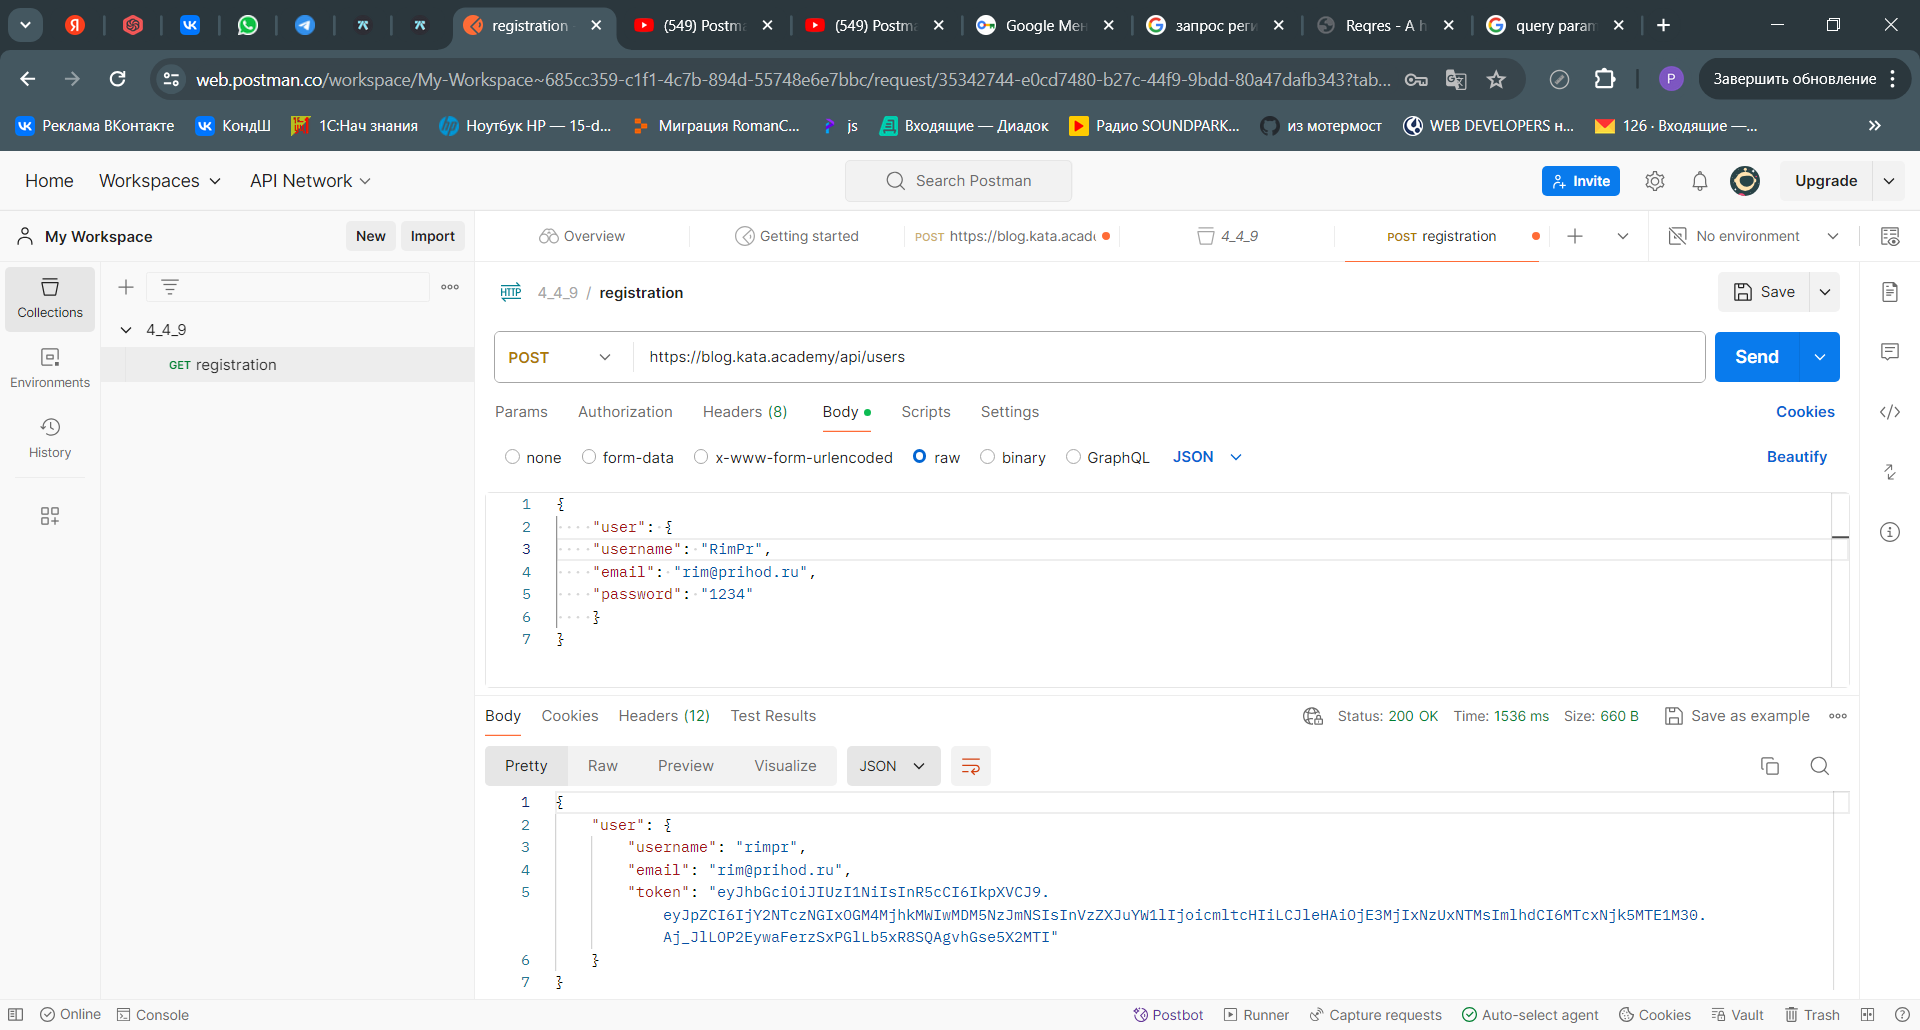 registration
(549) Postma
(549) Postma
Google Мен
запрос реги
Reqres - A h
query param
web.postman.co/workspace/My-Workspace~685cc359-c1f1-4c7b-894d-55748e6e7bbc/request/35342744-e0cd7480-b27c-44f9-9bdd-80a47dafb343?tab...
P
Завершить обновление
Реклама ВКонтакте
КондШ
1С:Нач знания
Ноутбук HP — 15-d...
Миграция RomanC...
js
Входящие — Диадок
Радио SOUNDPARK...
из мотермост
WEB DEVELOPERS н...
126 · Входящие —...
Home Workspaces API Network
Search Postman
Invite
Upgrade
My Workspace
New Import
Overview
Getting started
POST https://blog.kata.acad
4_4_9
POST registration
No environment
Collections
Environments
History
4_4_9
GET registration
HTTP 4_4_9 / registration
Save
POST https://blog.kata.academy/api/users
Send
Params Authorization Headers (8) Body Scripts Settings
Cookies
none form-data x-www-form-urlencoded raw binary GraphQL JSON
Beautify
1 {
2 "user": {
3 "username": "RimPr",
4 "email": "rim@prihod.ru",
5 "password": "1234"
6 }
7 }
Body Cookies Headers (12) Test Results
Status: 200 OK Time: 1536 ms Size: 660 B Save as example
Pretty Raw Preview Visualize JSON
1 {
2 "user": {
3 "username": "rimpr",
4 "email": "rim@prihod.ru",
5 "token": "eyJhbGciOiJIUzI1NiIsInR5cCI6IkpXVCJ9.
eyJpZCI6IjY2NTczNGIxOGM4MjhkMWIwMDM5NzJmNSIsInVzZXJuYW1lIjoicmltcHIiLCJleHAiOjE3MjIxNzUxNTMsImlhdCI6MTcxNjk5MTE1M30.
Aj_JlLOP2EywaFerzSxPGlLb5xR8SQAgvhGse5X2MTI"
6 }
7 }
Online Console
Postbot Runner Capture requests Auto-select agent Cookies Vault Trash